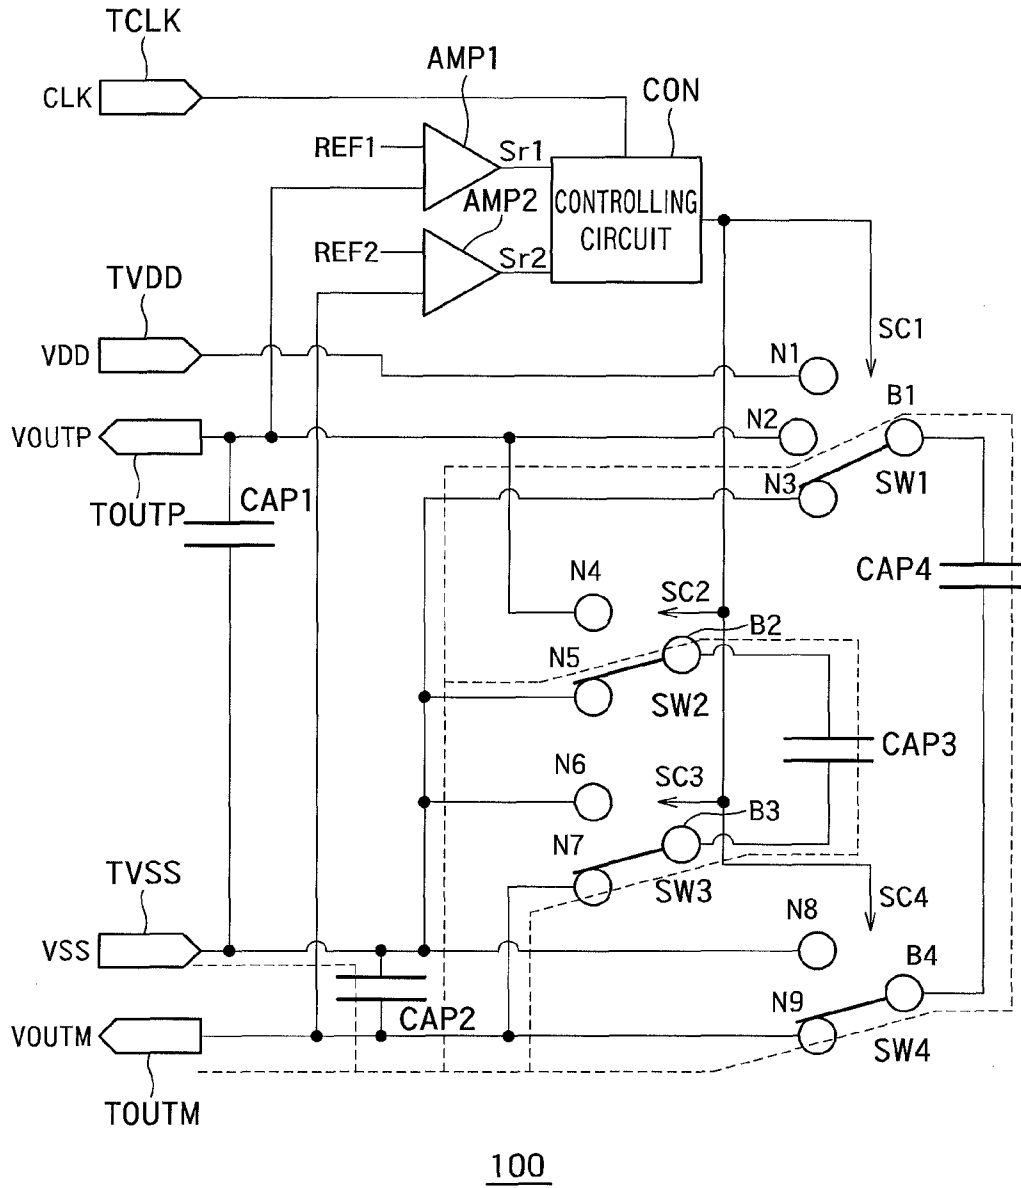 TCLK
AMP1
CLK
CON
REF1
Sr1
AMP2
CONTROLLING
CIRCUIT
REF2
Sr2
TVDD
SC1
VDD
N1
B1
VOUTP
N2
CAP1
N3
SW1
TOUTP
CAP4
N4
SC2
B2
N5
SW2
CAP3
N6
SC3
B3
N7
TVSS
SW3
SC4
N8
VSS
B4
N9
CAP2
VOUTM
SW4
TOUTM
100